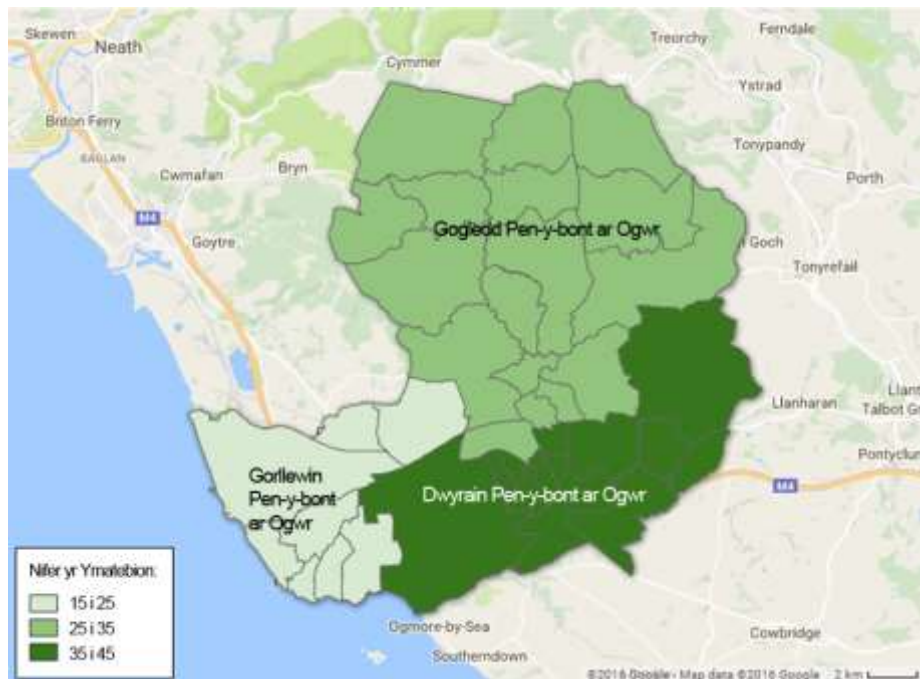 Skewen
Neath
Treorchy
Ferndale
Cymmer
Ystrad
Briton Ferry
BAGLAN
Tonypandy
Cwmafan
Bryn
Porth
M4
Goytre
Gogledd Pen-y-bont ar Ogwr
Goch
Tonyrefail
Llanharan
Talbot
Pontyclun
Gorllewin
Pen-y-bont
ar Ogwr
Dwyrain Pen-y-bont ar Ogwr
M4
Nifer yr Ymatebion:
15 i 25
25 i 35
35 i 45
Ogmore-by-Sea
Southerndown
Cowbridge
©2016 Google - Map data ©2016 Google
2 km